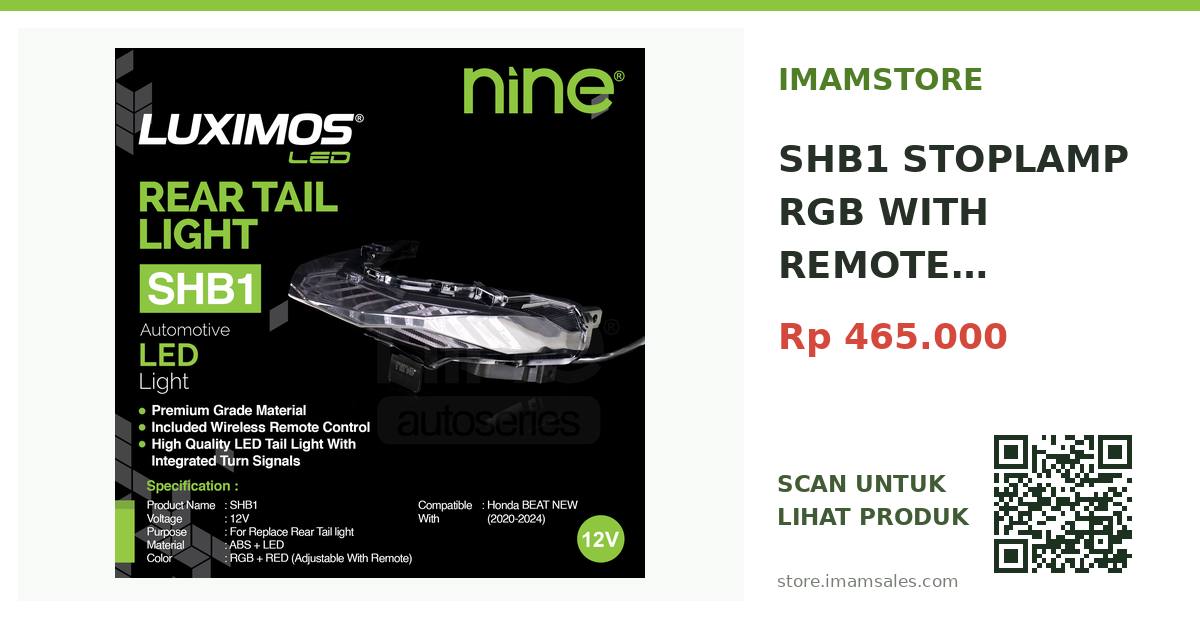 nine®
LUXIMOS®
LED
REAR TAIL
LIGHT
SHB1
Automotive
LED
Light
nine®
autoseries
• Premium Grade Material
• Included Wireless Remote Control
• High Quality LED Tail Light With
Integrated Turn Signals
Specification :
Product Name : SHB1
Voltage : 12V
Purpose : For Replace Rear Tail light
Material : ABS + LED
Color : RGB + RED (Adjustable With Remote)
Compatible : Honda BEAT NEW
With (2020-2024)
12V
IMAMSTORE
SHB1 STOPLAMP
RGB WITH
REMOTE...
Rp 465.000
SCAN UNTUK
LIHAT PRODUK
store.imamsales.com